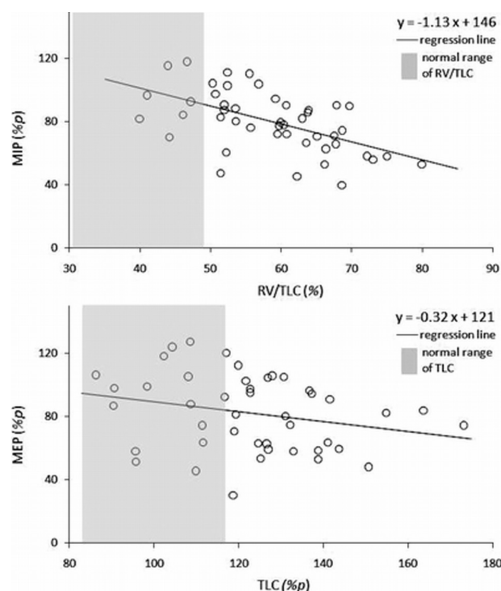 y = -1.13 x + 146
regression line
normal range
of RV/TLC
120
80
40
0
MIP (%p)
30 40 50 60 70 80 90
RV/TLC (%)
y = -0.32 x + 121
regression line
normal range
of TLC
160
120
80
40
0
MEP (%p)
80 100 120 140 160 180
TLC (%p)